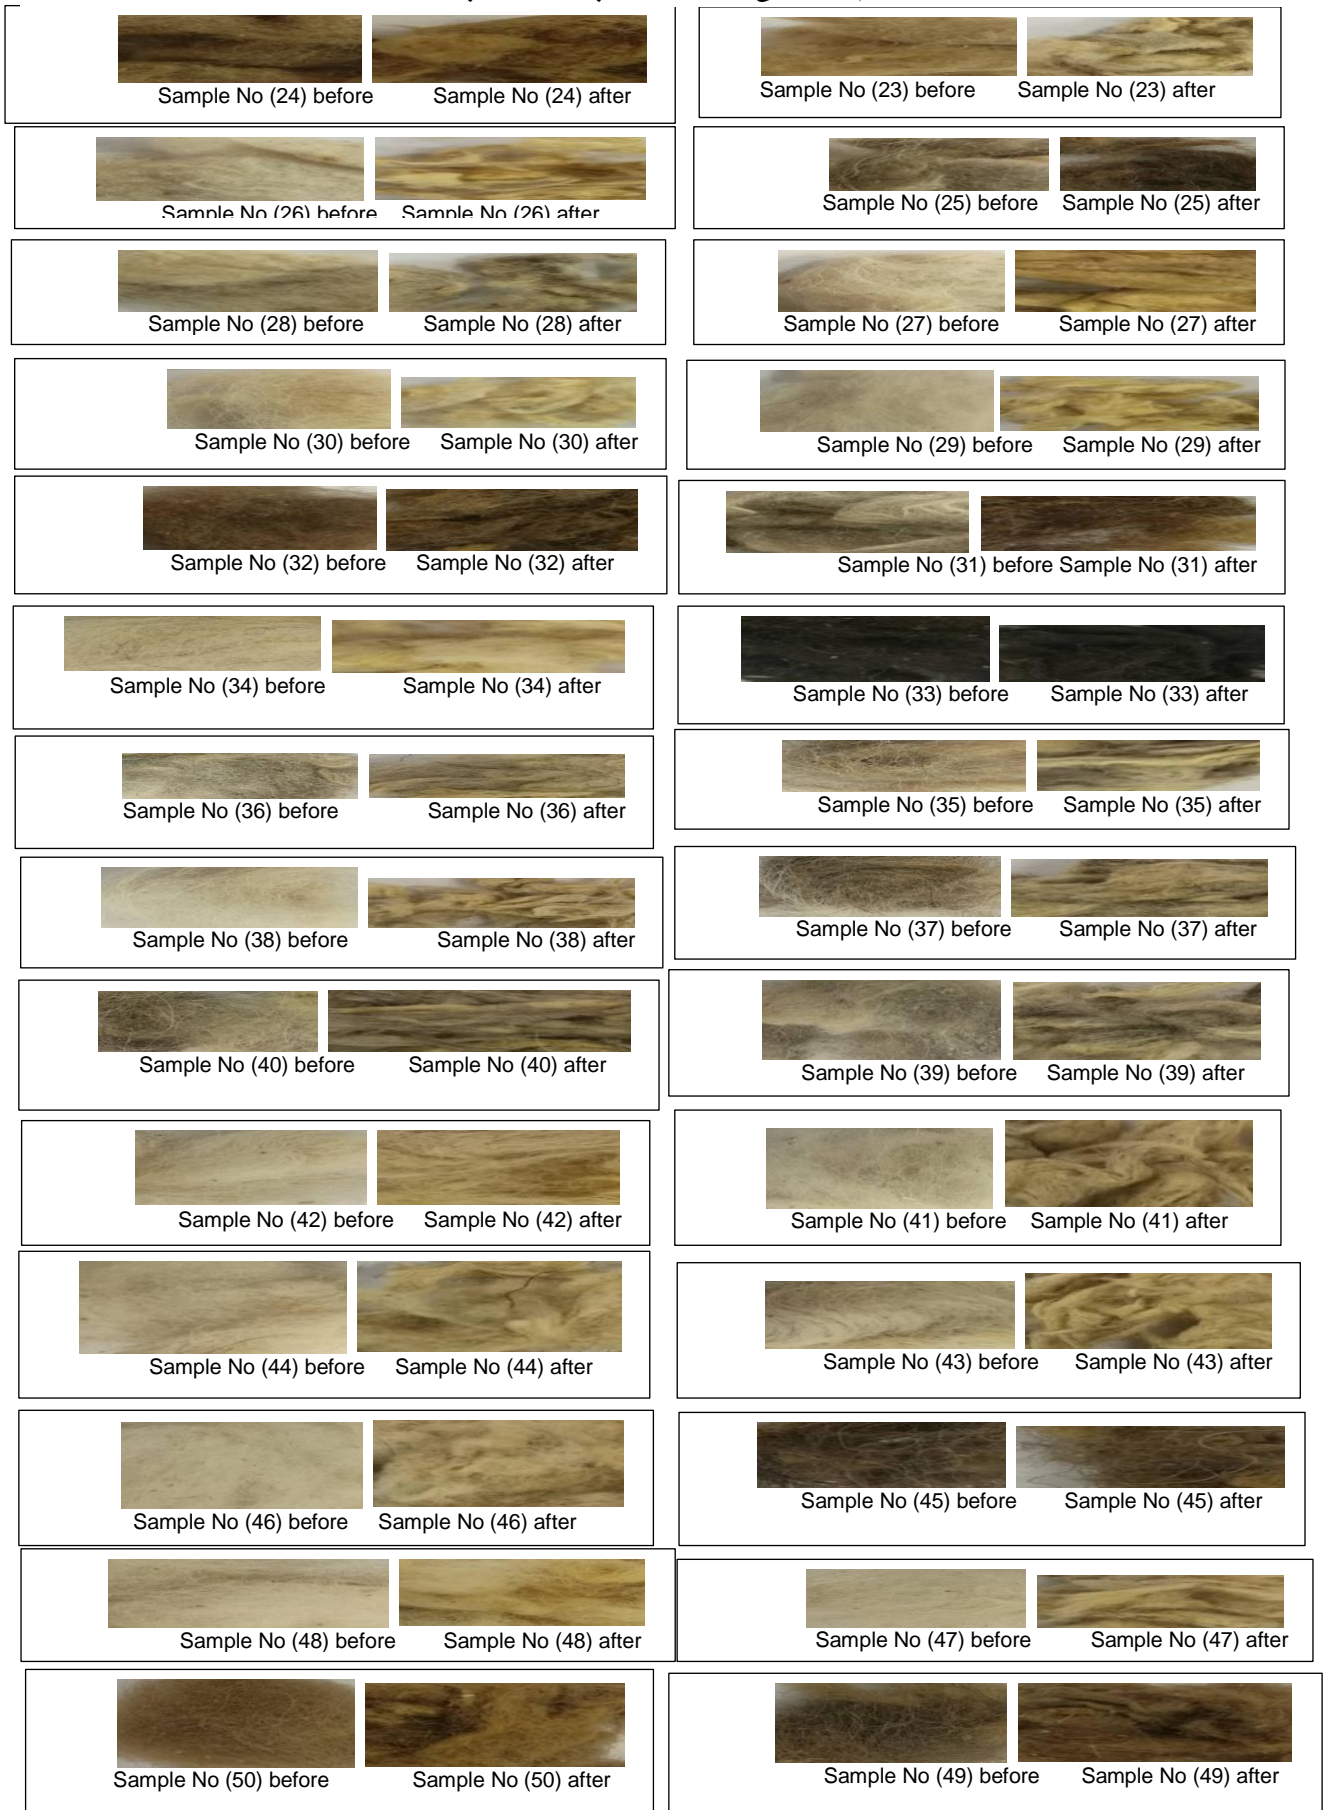 Sample No (24) before Sample No (24) after
Sample No (23) before Sample No (23) after
Sample No (26) before Sample No (26) after
Sample No (25) before Sample No (25) after
Sample No (28) before Sample No (28) after
Sample No (27) before Sample No (27) after
Sample No (30) before Sample No (30) after
Sample No (29) before Sample No (29) after
Sample No (32) before Sample No (32) after
Sample No (31) before Sample No (31) after
Sample No (34) before Sample No (34) after
Sample No (33) before Sample No (33) after
Sample No (36) before Sample No (36) after
Sample No (35) before Sample No (35) after
Sample No (38) before Sample No (38) after
Sample No (37) before Sample No (37) after
Sample No (40) before Sample No (40) after
Sample No (39) before Sample No (39) after
Sample No (42) before Sample No (42) after
Sample No (41) before Sample No (41) after
Sample No (44) before Sample No (44) after
Sample No (43) before Sample No (43) after
Sample No (46) before Sample No (46) after
Sample No (45) before Sample No (45) after
Sample No (48) before Sample No (48) after
Sample No (47) before Sample No (47) after
Sample No (50) before Sample No (50) after
Sample No (49) before Sample No (49) after